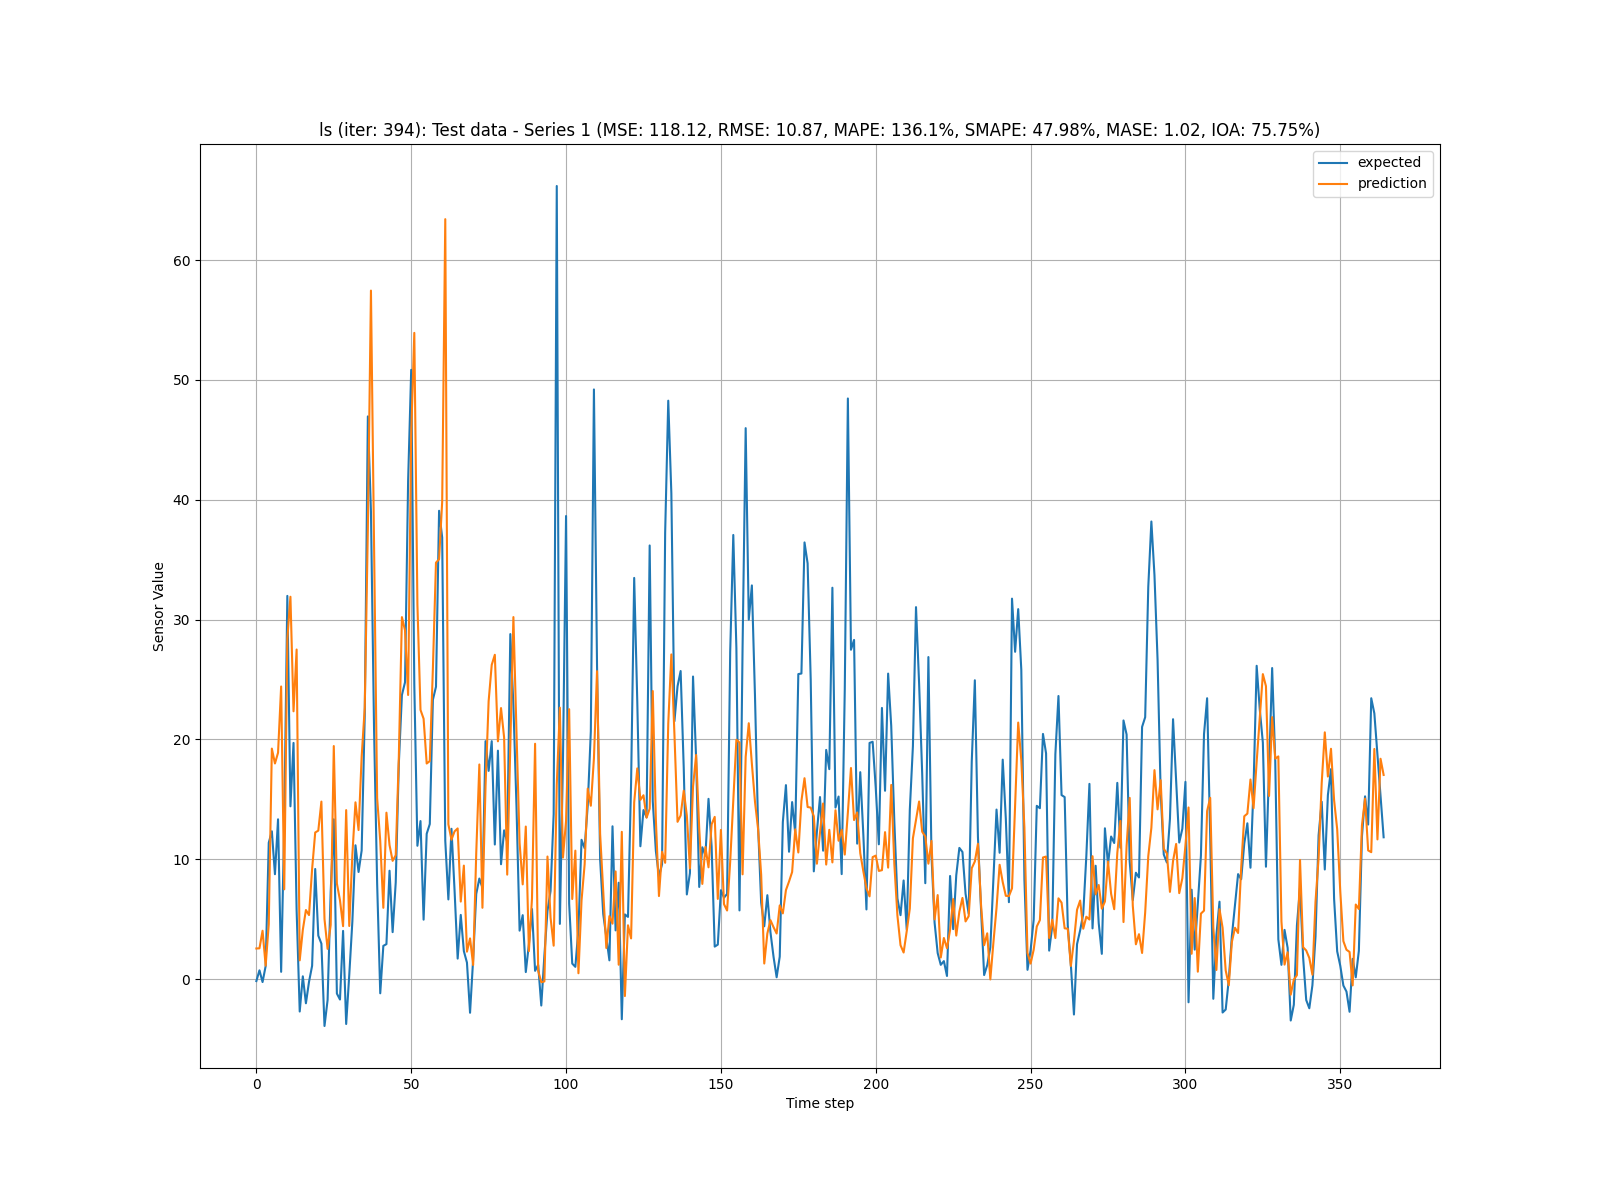 ls (iter: 394): Test data - Series 1 (MSE: 118.12, RMSE: 10.87, MAPE: 136.1%, SMAPE: 47.98%, MASE: 1.02, IOA: 75.75%)
expected
prediction
60
50
40
30
20
10
0
Sensor Value
0 50 100 150 200 250 300 350
Time step